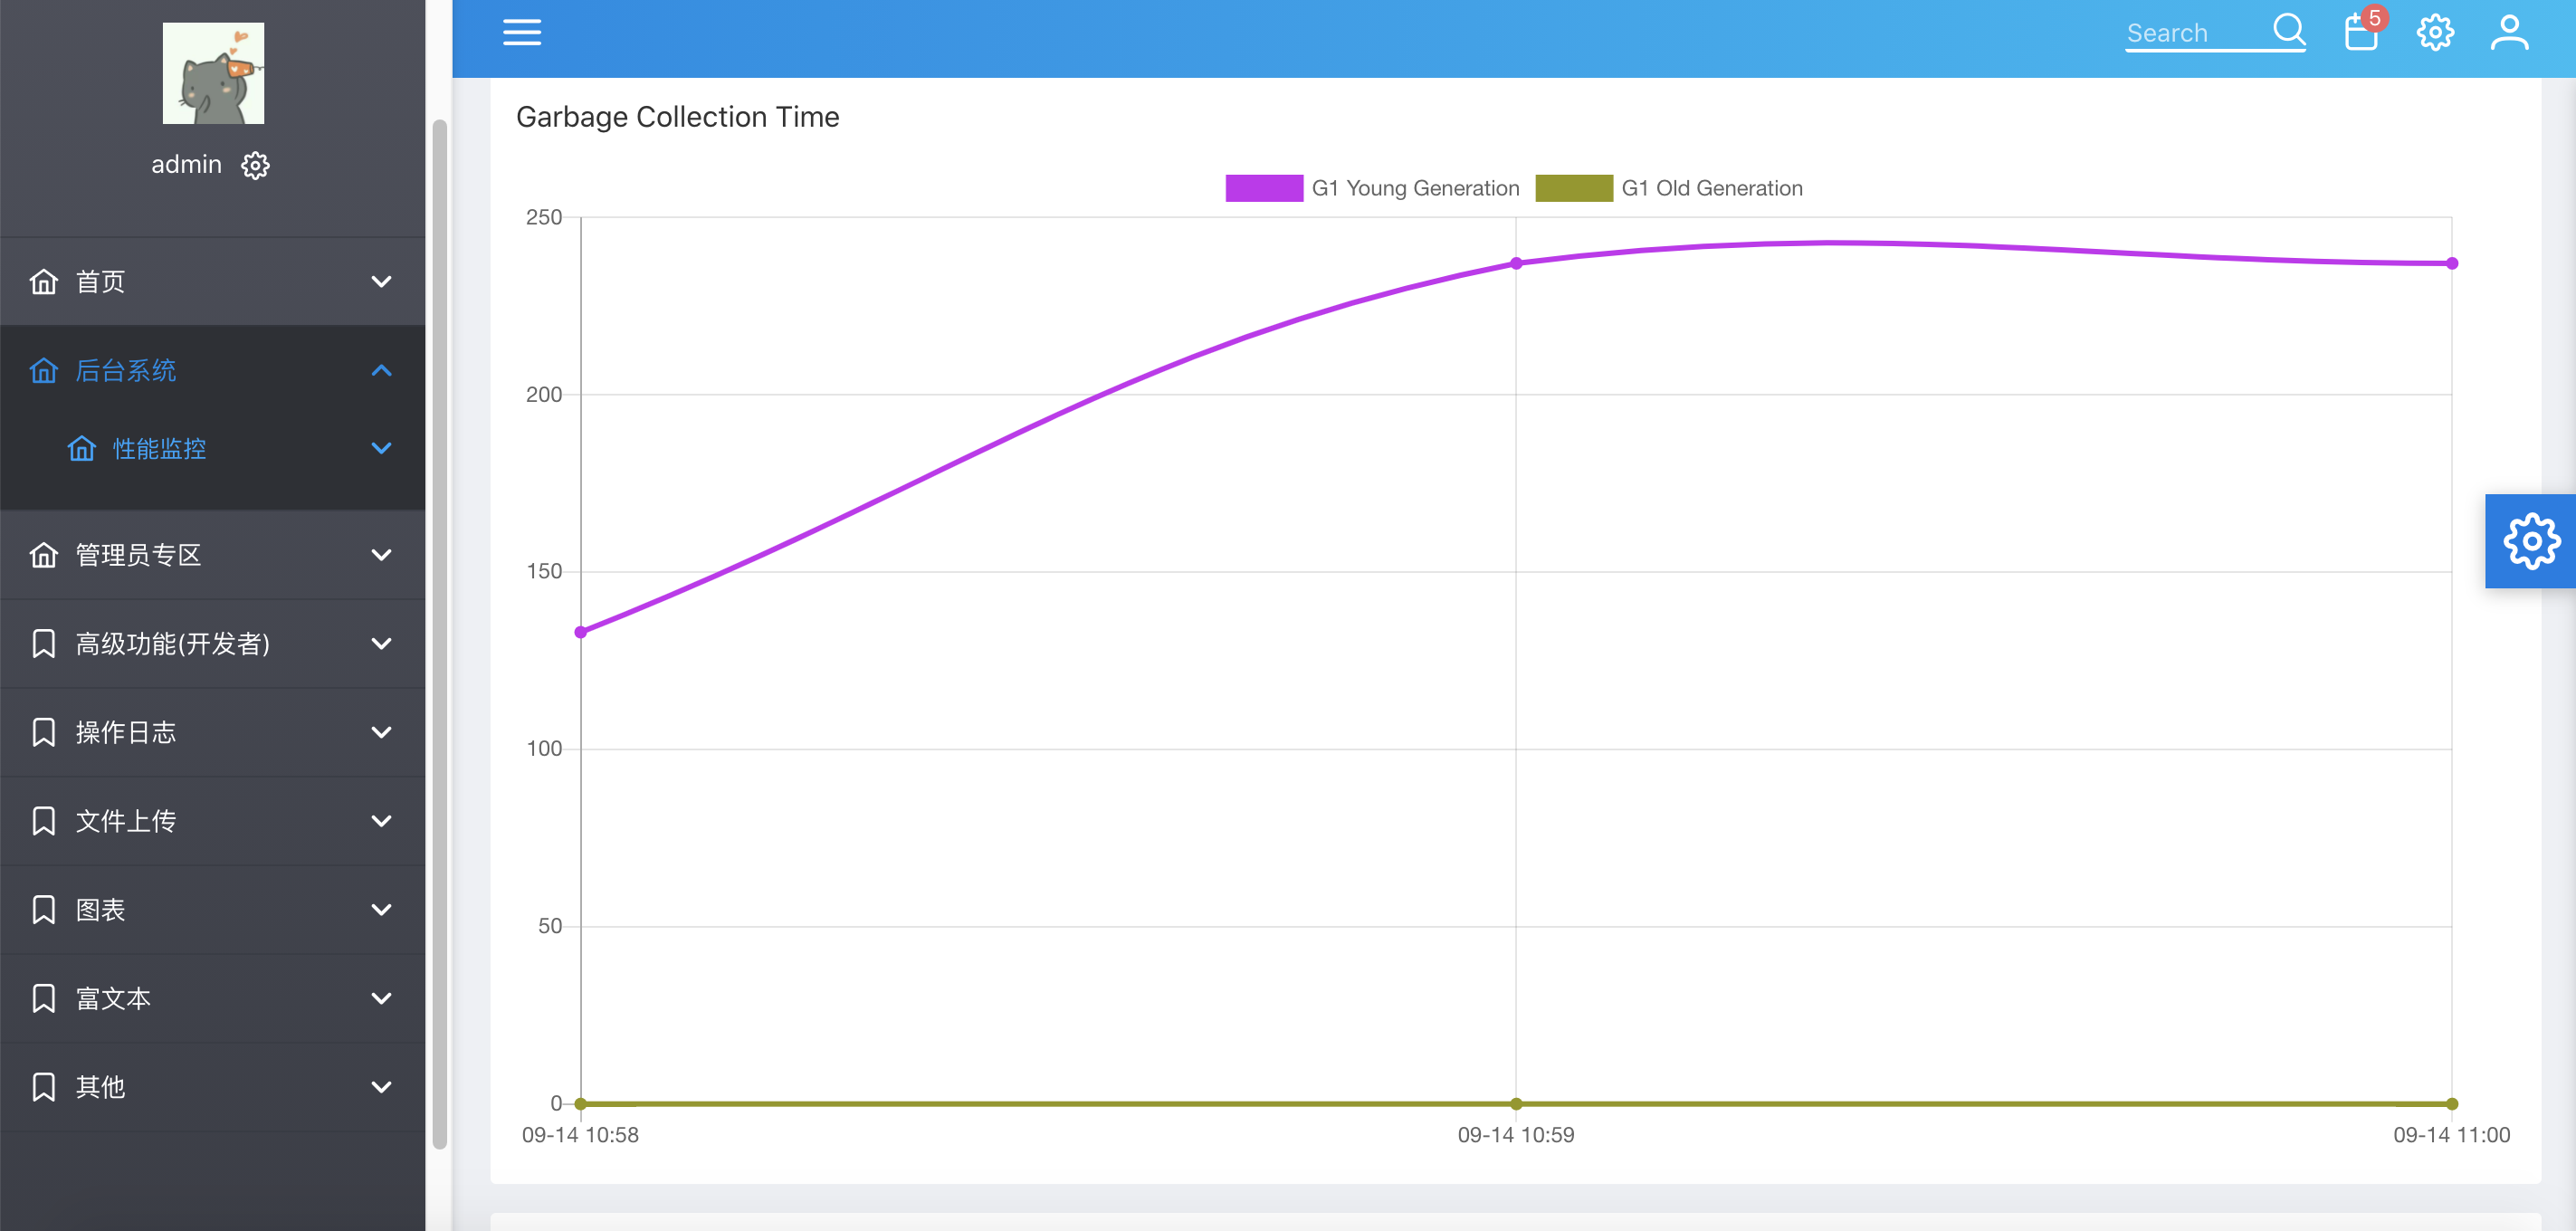 admin
首页
后台系统
性能监控
管理员专区
高级功能(开发者)
操作日志
文件上传
图表
富文本
其他
Search
5
Garbage Collection Time
G1 Young Generation G1 Old Generation
250
200
150
100
50
0
09-14 10:58 09-14 10:59 09-14 11:00